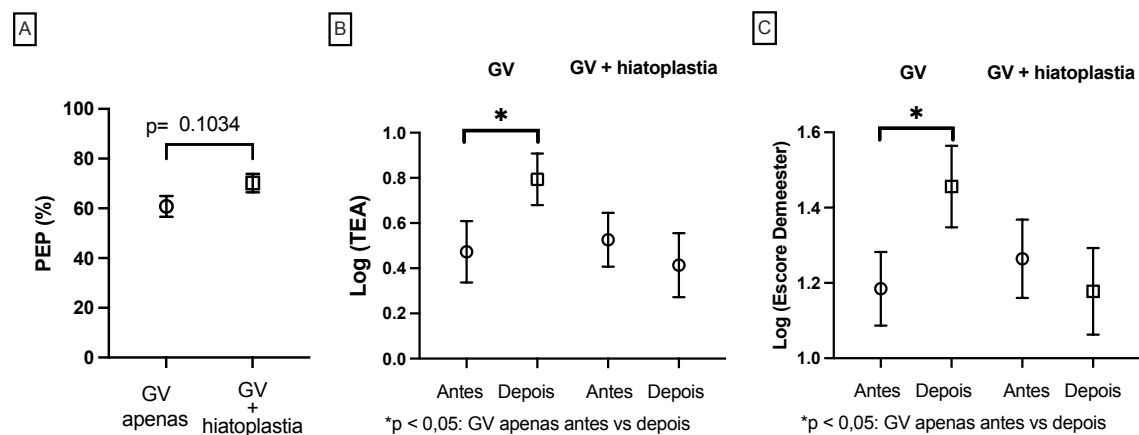 A
p= 0.1034
PEP (%)
100
80
60
40
20
0
GV
apenas
GV
+
hiatoplastia
B
GV
GV + hiatoplastia
*
Log (TEA)
1.0
0.8
0.6
0.4
0.2
0.0
Antes
Depois
Antes
Depois
*p < 0,05: GV apenas antes vs depois
C
GV
GV + hiatoplastia
*
Log (Escore Demeester)
1.6
1.4
1.2
1.0
Antes
Depois
Antes
Depois
*p < 0,05: GV apenas antes vs depois